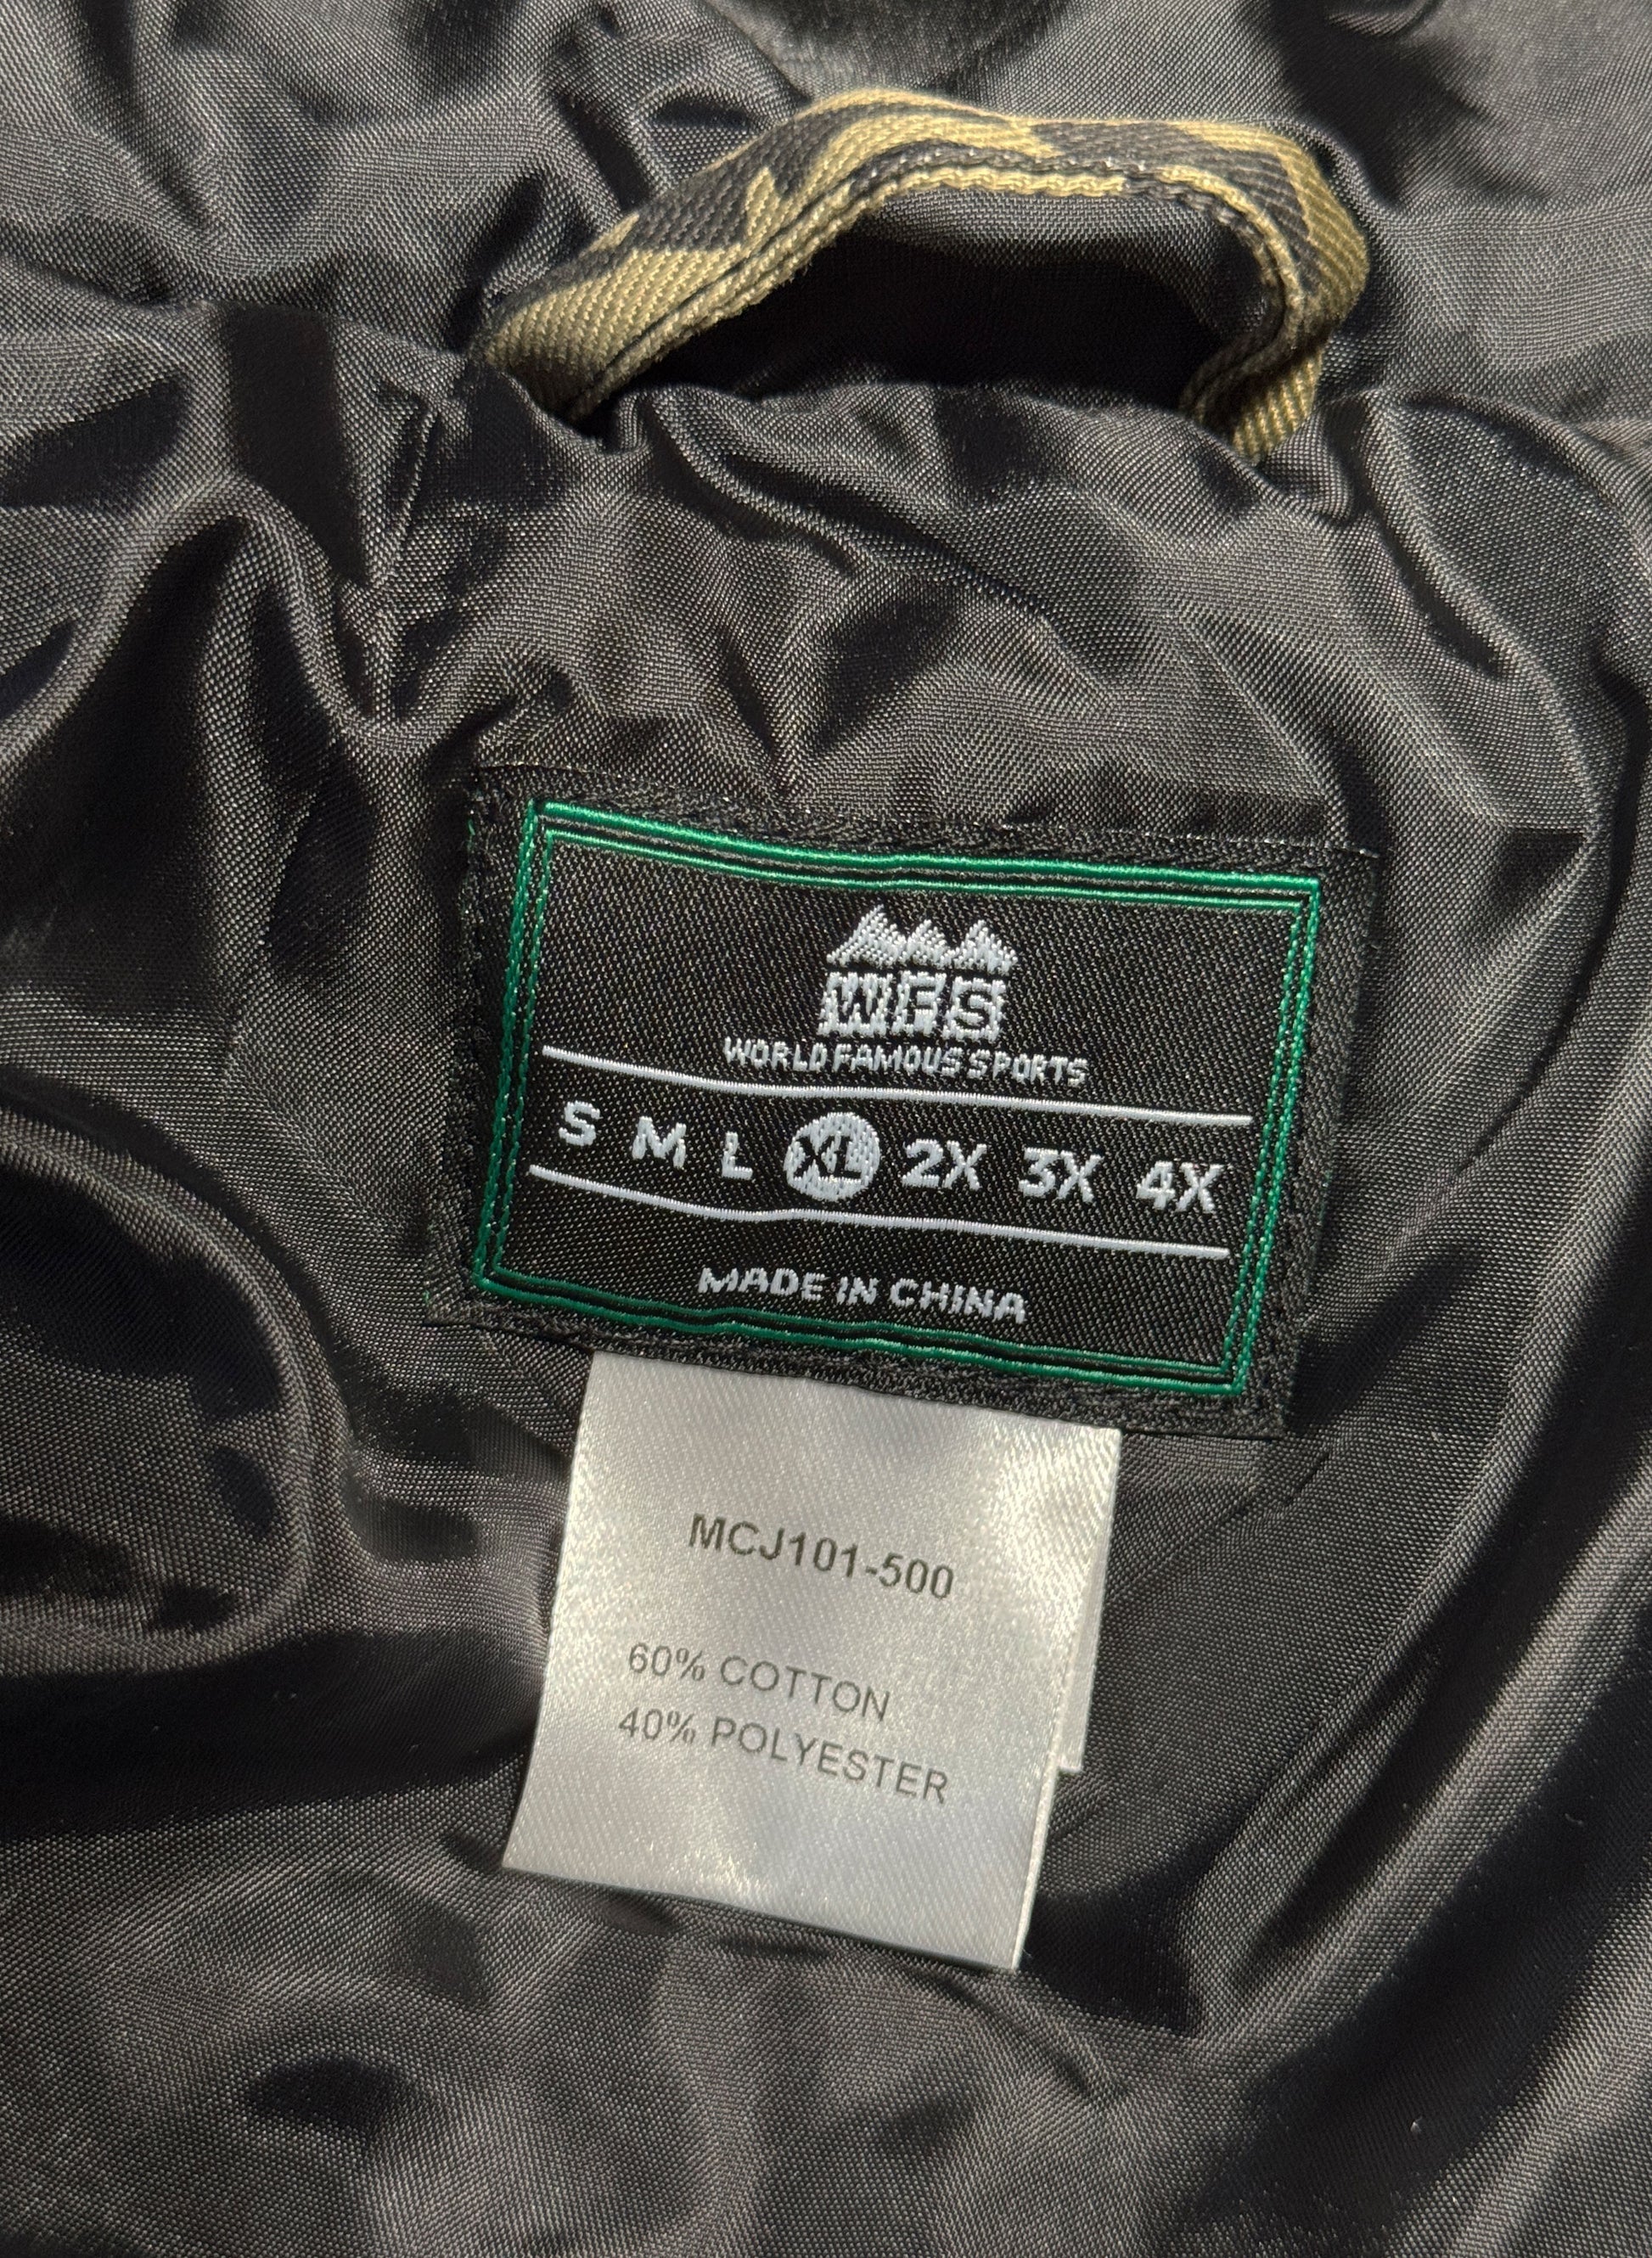 WFS
WORLD FAMOUS SPORTS
S M L XL 2X 3X 4X
MADE IN CHINA
MCJ101-500
60% COTTON
40% POLYESTER